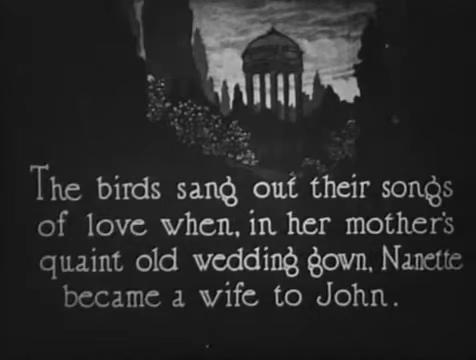 The birds sang out their songs
of love when, in her mother's
quaint old wedding gown, Nanette
became a wife to John.